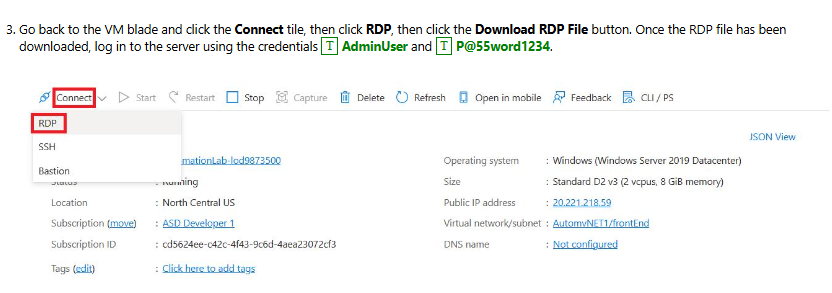 3. Go back to the VM blade and click the Connect tile, then click RDP, then click the Download RDP File button. Once the RDP file has been
downloaded, log in to the server using the credentials T AdminUser and T P@55word1234.
Connect Start Restart Stop Capture Delete Refresh Open in mobile Feedback CLI / PS
RDP
JSON View
SSH
mationLab-lod9873500 Operating system : Windows (Windows Server 2019 Datacenter)
Bastion
Status : Running Size : Standard D2 v3 (2 vcpus, 8 GiB memory)
Location : North Central US Public IP address : 20.221.218.59
Subscription (move) : ASD Developer 1 Virtual network/subnet : AutomvNET1/frontEnd
Subscription ID : cd5624ee-c42c-4f43-9c6d-4aea23072cf3 DNS name : Not configured
Tags (edit) : Click here to add tags